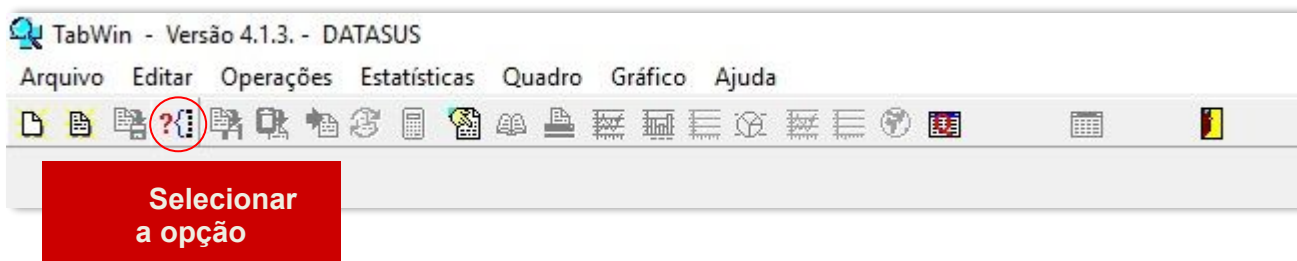 TabWin - Versão 4.1.3. - DATASUS
Arquivo Editar Operações Estatísticas Quadro Gráfico Ajuda
?{
Selecionar
a opção